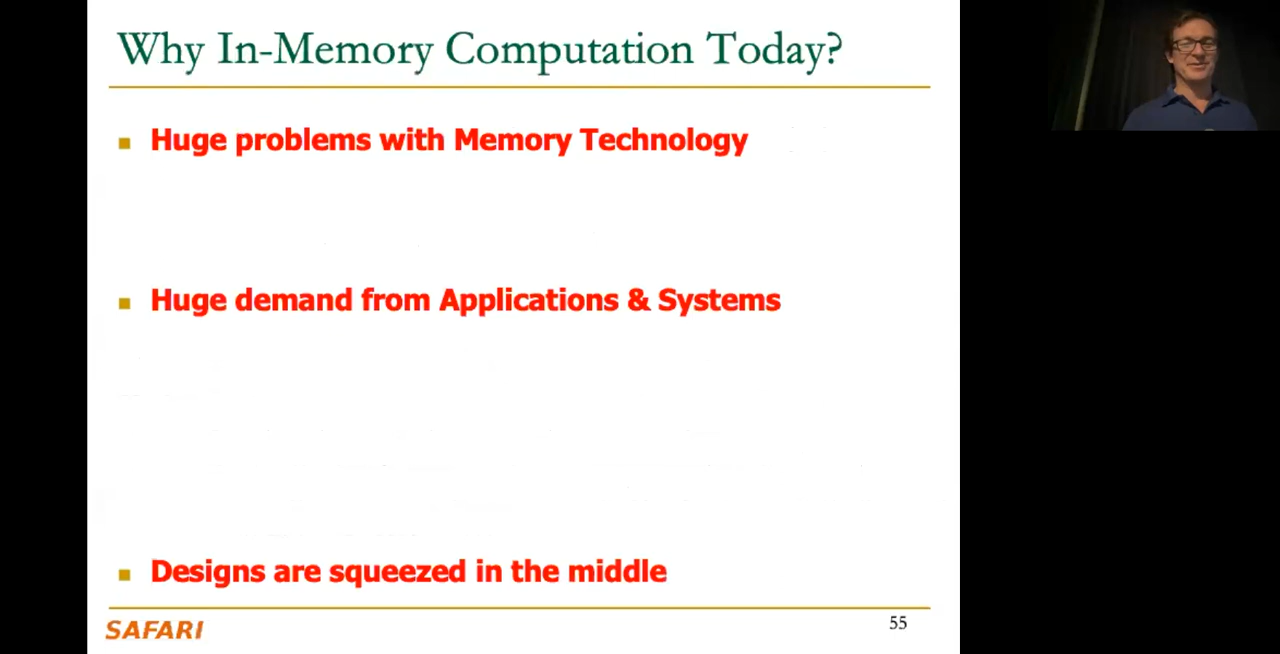 Why In-Memory Computation Today?
Huge problems with Memory Technology
Huge demand from Applications & Systems
Designs are squeezed in the middle
SAFARI
55